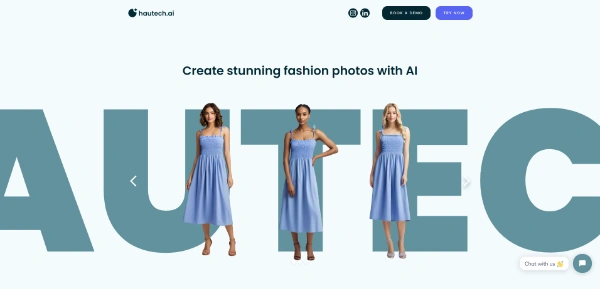 hautech.ai
BOOK A DEMO
TRY NOW
Create stunning fashion photos with AI
AUTEC
Chat with us 👋